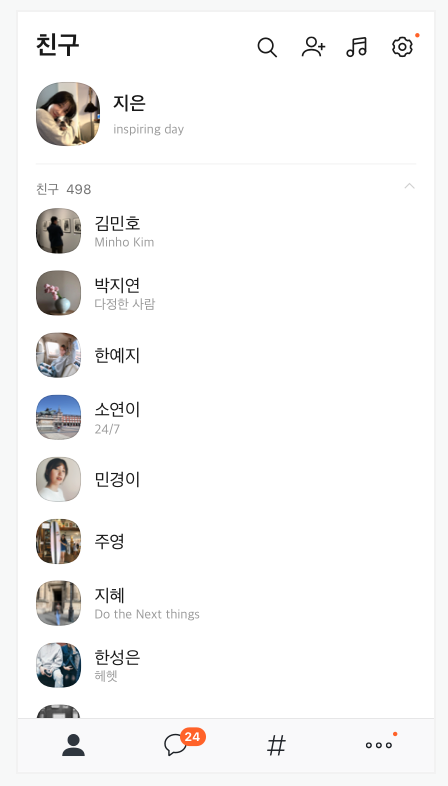 친구
지은
inspiring day
친구 498
김민호
Minho Kim
박지연
다정한 사람
한예지
소연이
24/7
민경이
주영
지혜
Do the Next things
한성은
헤헷
24
#